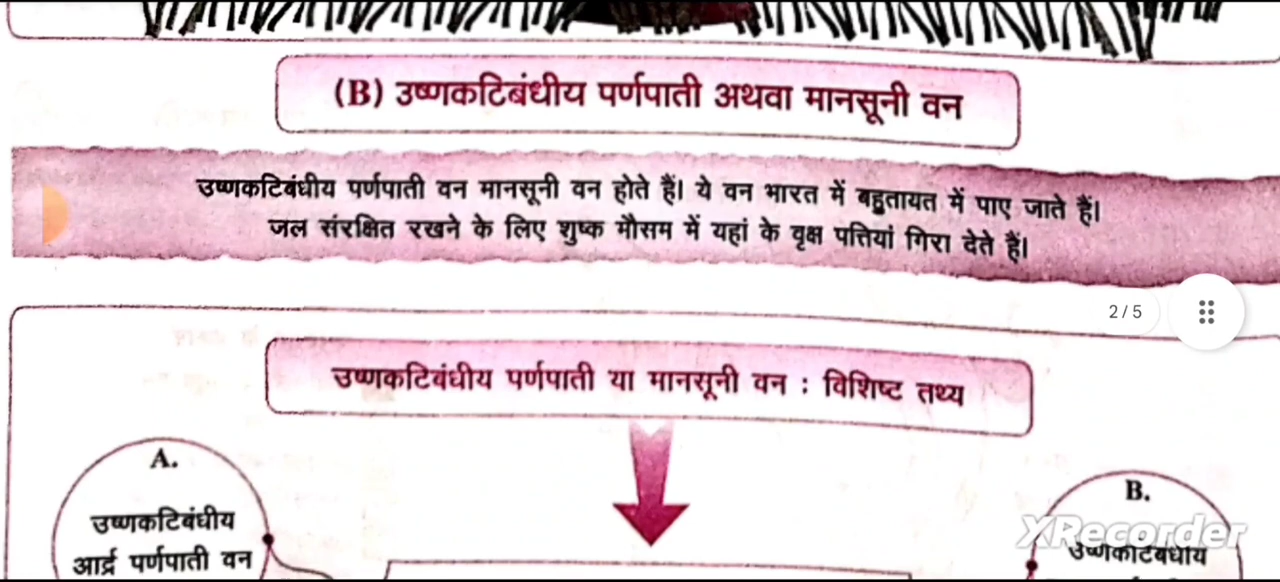 (B) उष्णकटिबंधीय पर्णपाती अथवा मानसूनी वन
उष्णकटिबंधीय पर्णपाती वन मानसूनी वन होते हैं। ये वन भारत में बहुतायत में पाए जाते हैं।
जल संरक्षित रखने के लिए शुष्क मौसम में यहां के वृक्ष पत्तियां गिरा देते हैं।
2 / 5
उष्णकटिबंधीय पर्णपाती या मानसूनी वन : विशिष्ट तथ्य
A.
उष्णकटिबंधीय
आर्द्र पर्णपाती वन
B.
XRecorder
उष्णकटिबंधीय